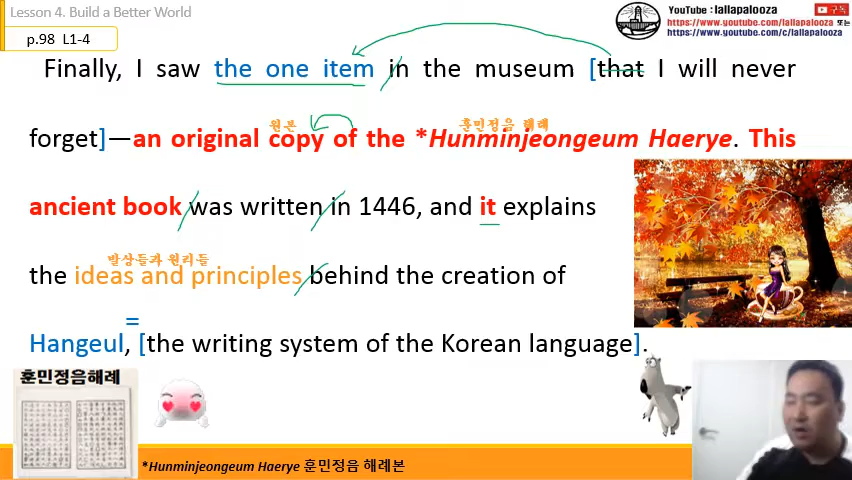 Lesson 4. Build a Better World
p.98 L1-4
YouTube : lallapalooza
구독
https://www.youtube.com/lallapalooza 또는
https://www.youtube.com/c/lallapalooza
Finally, I saw the one item in the museum [that I will never
원본
훈민정음 해례
forget]—an original copy of the *Hunminjeongeum Haerye. This
ancient book was written in 1446, and it explains
발상들과 원리들
the ideas and principles behind the creation of
=
Hangeul, [the writing system of the Korean language].
훈민정음해례
*Hunminjeongeum Haerye 훈민정음 해례본